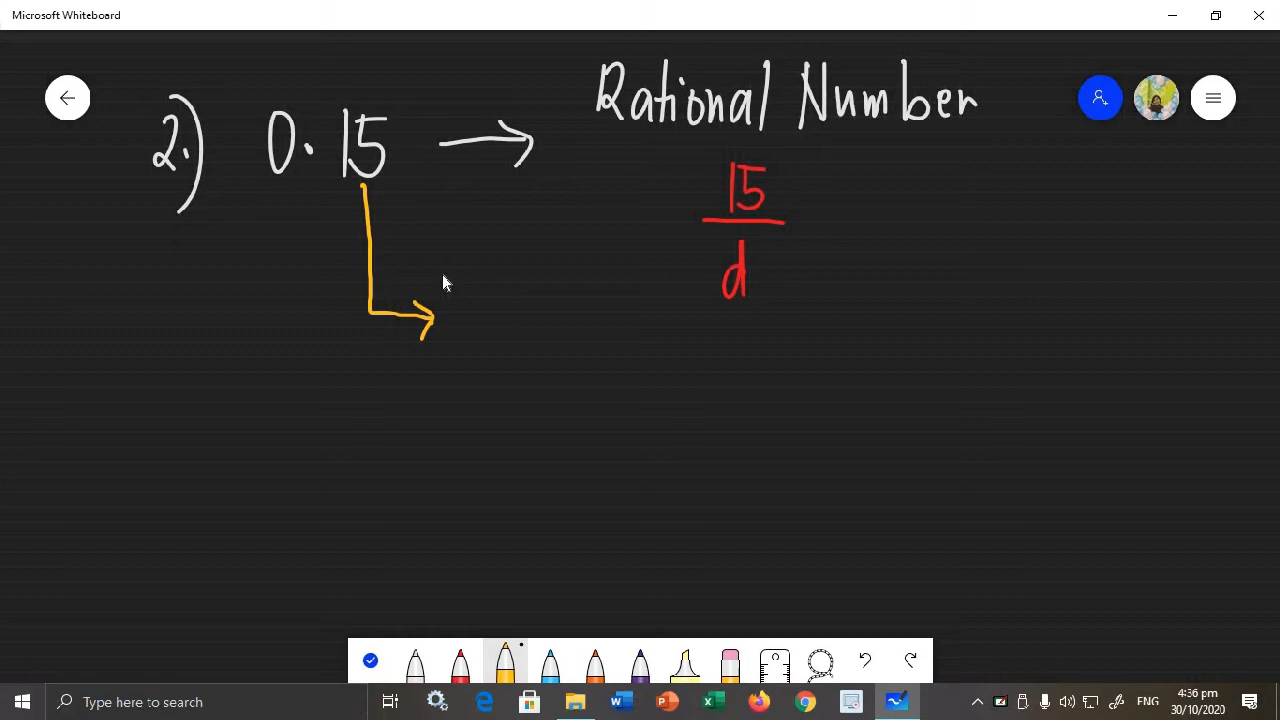 Microsoft Whiteboard
Rational Number
2.) 0.15 →
15
d
Type here to search
ENG
4:36 pm
30/10/2020